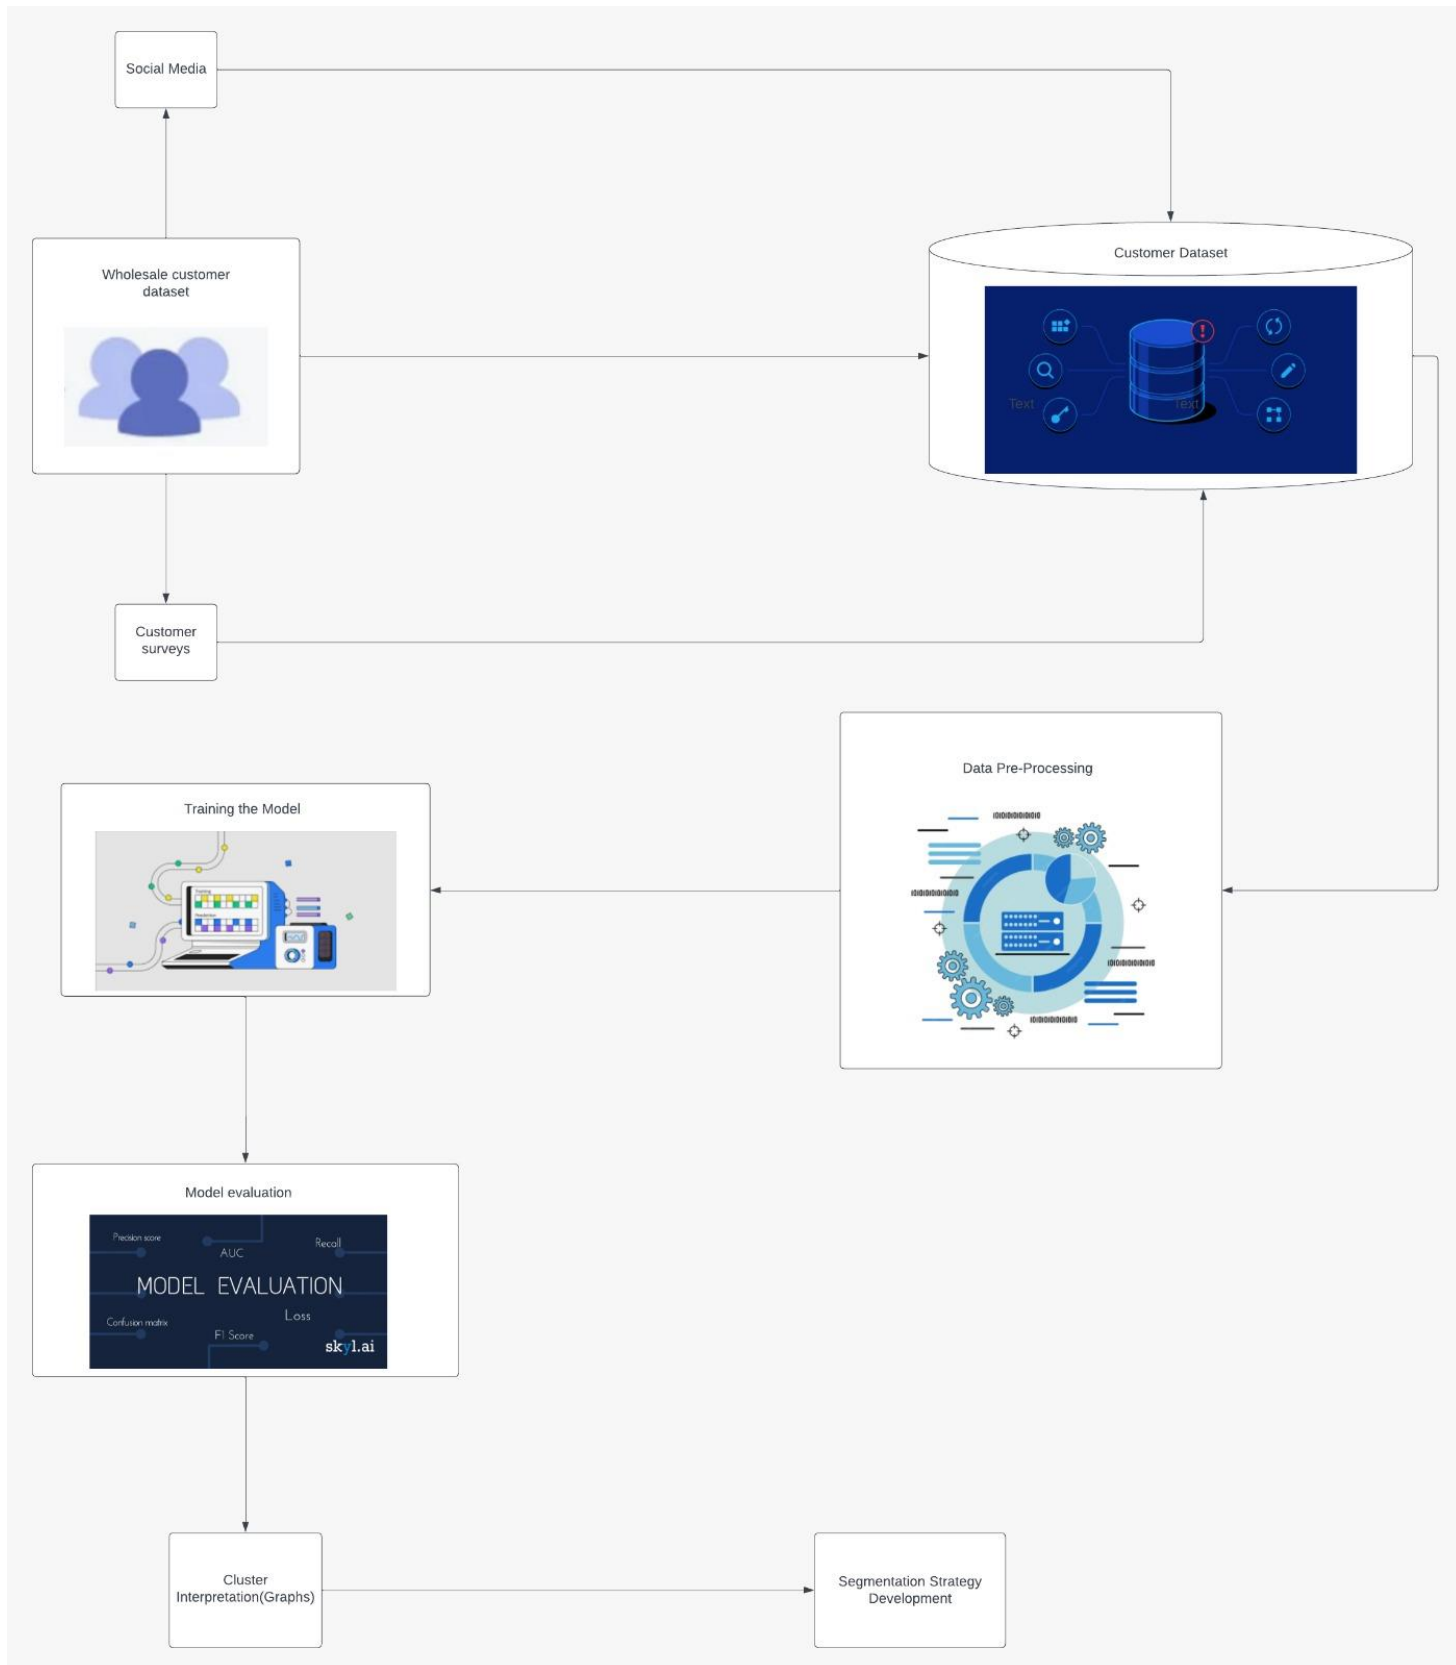 Social Media
Wholesale customer
dataset
Customer Dataset
Text
Text
Customer
surveys
Data Pre-Processing
Training the Model
Training
Model evaluation
Precision score
AUC
Recall
MODEL EVALUATION
Loss
Confusion matrix
F1 Score
skyl.ai
Cluster
Interpretation(Graphs)
Segmentation Strategy
Development